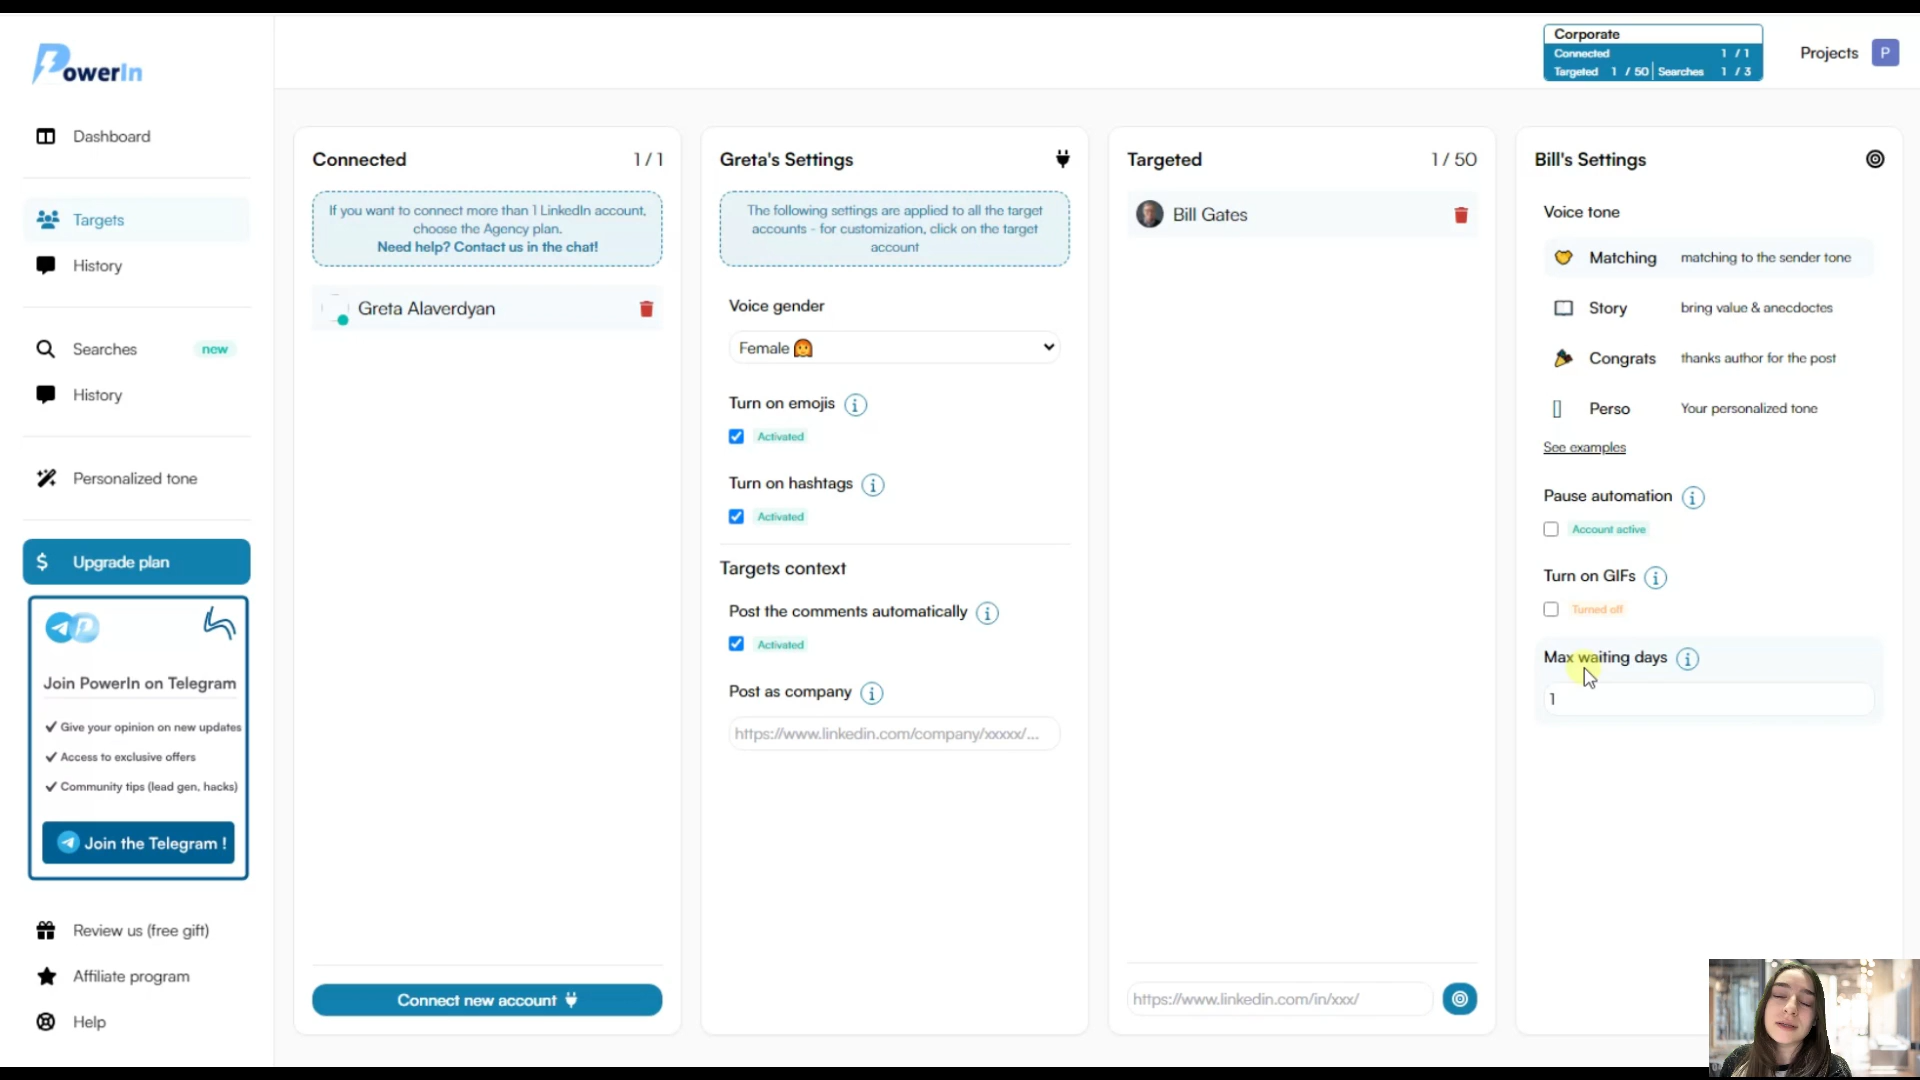 PowerIn
Corporate
Connected 1 / 1
Targeted 1 / 50 Searches 1 / 3
Projects P
Dashboard
Targets
History
Searches new
History
Personalized tone
$ Upgrade plan
Join PowerIn on Telegram
✔ Give your opinion on new updates
✔ Access to exclusive offers
✔ Community tips (lead gen, hacks)
Join the Telegram !
Review us (free gift)
Affiliate program
Help
Connected 1 / 1
If you want to connect more than 1 LinkedIn account,
choose the Agency plan.
Need help? Contact us in the chat!
Greta Alaverdyan
Connect new account
Greta's Settings
The following settings are applied to all the target
accounts - for customization, click on the target
account
Voice gender
Female
Turn on emojis
Activated
Turn on hashtags
Activated
Targets context
Post the comments automatically
Activated
Post as company
https://www.linkedin.com/company/xxxxx/...
Targeted 1 / 50
Bill Gates
https://www.linkedin.com/in/xxx/
Bill's Settings
Voice tone
Matching matching to the sender tone
Story bring value & anecdoctes
Congrats thanks author for the post
Perso Your personalized tone
See examples
Pause automation
Account active
Turn on GIFs
Turned off
Max waiting days
1